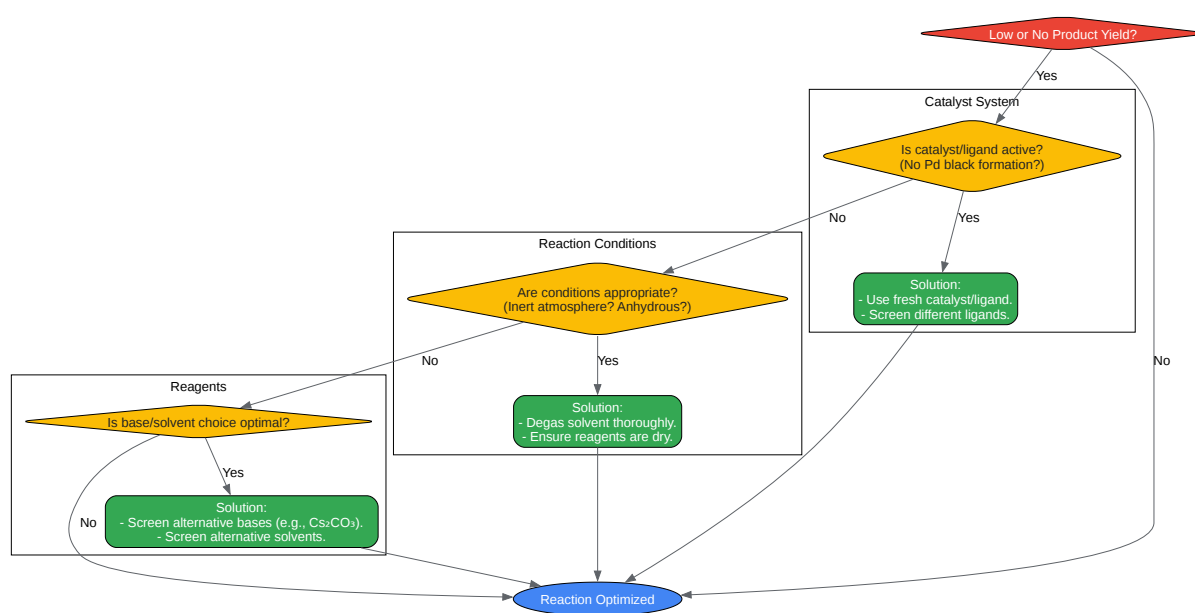 Low or No Product Yield?
Yes
Catalyst System
Is catalyst/ligand active?
(No Pd black formation?)
No
Yes
Reaction Conditions
Solution:
- Use fresh catalyst/ligand.
- Screen different ligands.
Are conditions appropriate?
(Inert atmosphere? Anhydrous?)
No
Yes
No
Reagents
Solution:
- Degas solvent thoroughly.
- Ensure reagents are dry.
Is base/solvent choice optimal?
Yes
No
Solution:
- Screen alternative bases (e.g., Cs₂CO₃).
- Screen alternative solvents.
Reaction Optimized